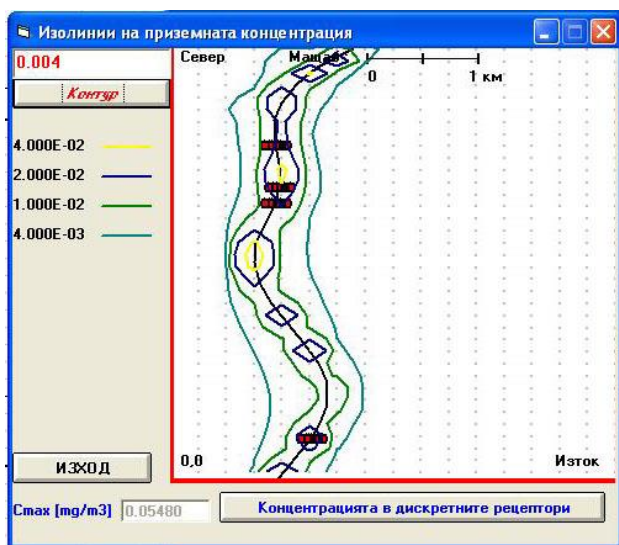 Изолинии на приземната концентрация
0.004
Контур
4.000E-02
2.000E-02
1.000E-02
4.000E-03
Север
Мащаб
0 1 км
0,0
Изток
ИЗХОД
Cmax [mg/m3] 0.05480
Концентрацията в дискретните рецептори